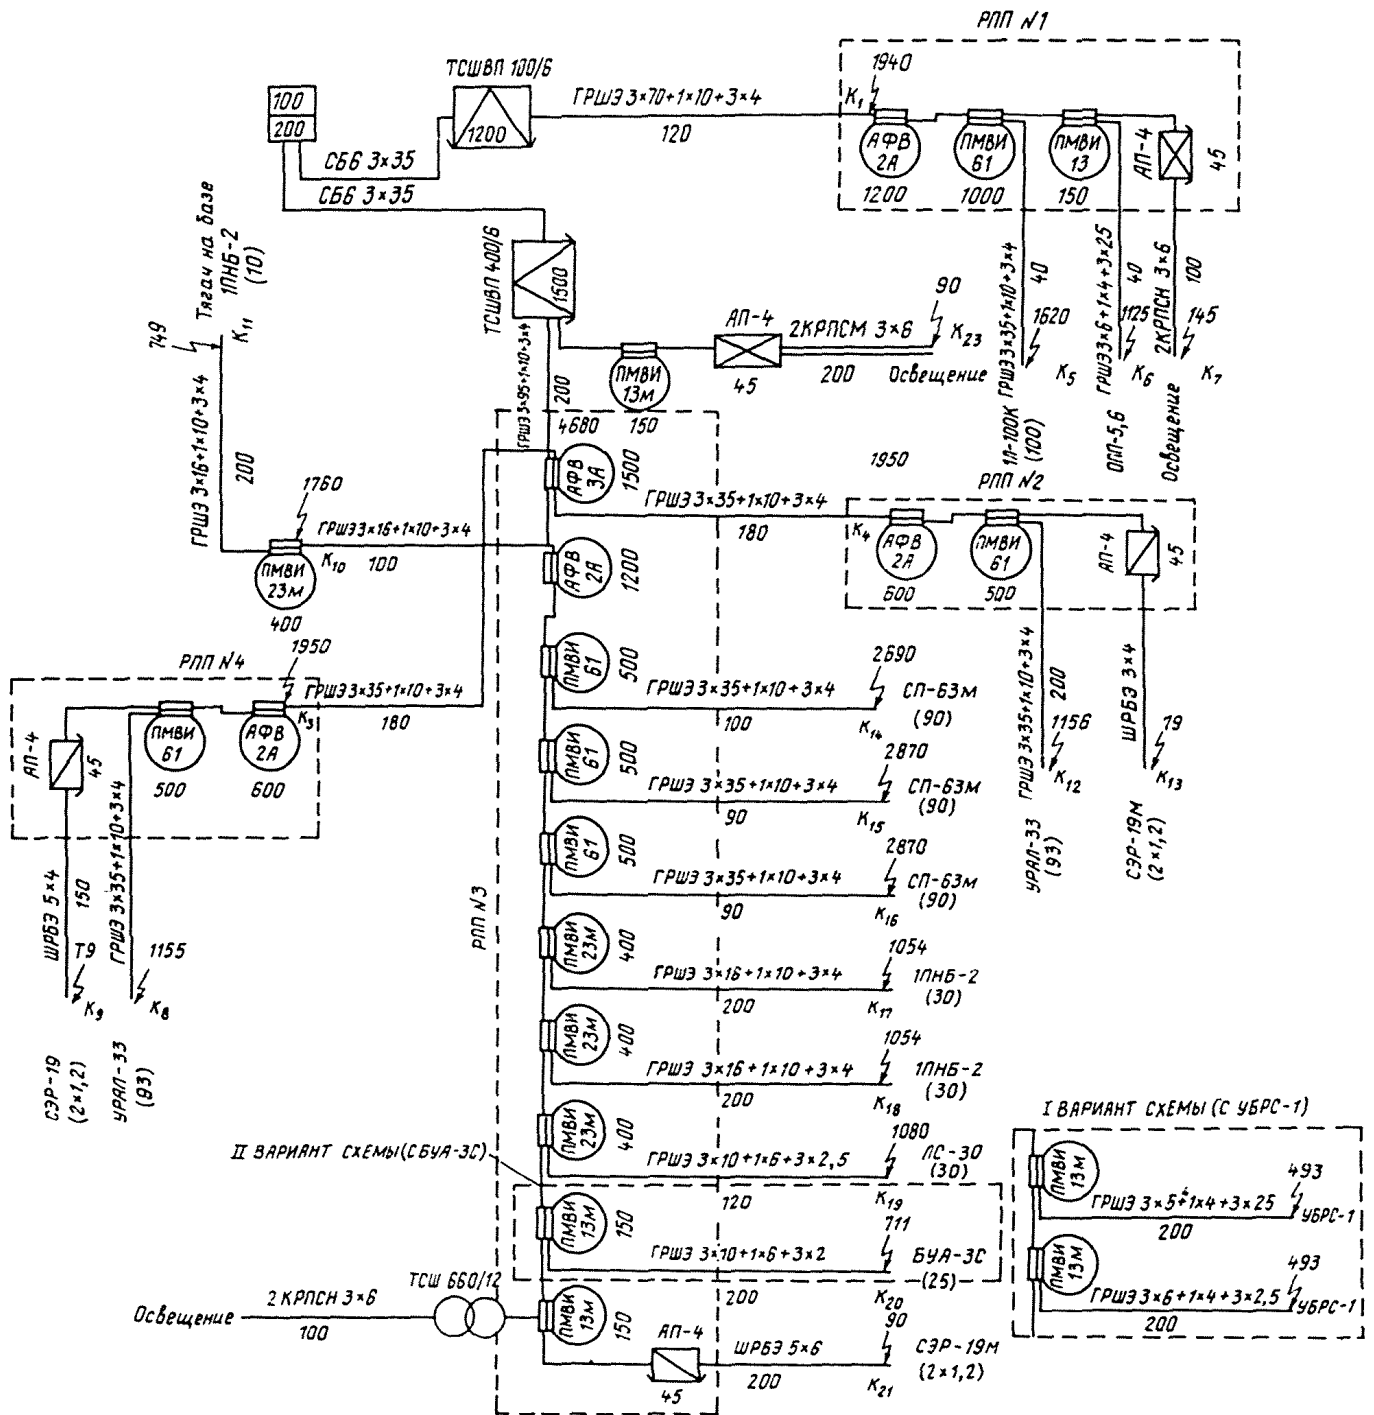 РПП №1
ТСШВП 100/6
1940
100
200
1200
ГРШЭ 3×70+1×10+3×4
120
К1
АФВ 2А
1200
ПМВИ 61
1000
ПМВИ 13
150
АП-4
45
СБ6 3×35
СБ6 3×35
Тягач на базе
1ПНБ-2
(10)
К11
749
ТСШВП 400/6
1500
ГРШЭ 3×16+1×10+3×4
200
ГРШЭ 3×95+1×10+3×4
200
ПМВИ 13м
150
АП-4
45
2КРПСМ 3×6
200
90
К23
Освещение
ГРШЭ 3×35+1×10+3×4
40
1620
К5
1Л-100К
(100)
ГРШЭ 3×6+1×4+3×25
40
1125
К6
ОПП-5,6
2КРПСН 3×6
100
145
К7
Освещение
4680
АФВ 3А
1500
1760
ГРШЭ 3×16+1×10+3×4
К10
100
ПМВИ 23м
400
АФВ 2А
1200
ГРШЭ 3×35+1×10+3×4
180
1950
РПП №2
К4
АФВ 2А
600
ПМВИ 61
500
АП-4
45
РПП №4
1950
ГРШЭ 3×35+1×10+3×4
К3
180
АП-4
45
ПМВИ 61
500
АФВ 2А
600
ШРБЭ 5×4
150
Т9
К9
СЭР-19
(2×1,2)
ГРШЭ 3×35+1×10+3×4
1155
К8
УРАЛ-33
(93)
ГРШЭ 3×35+1×10+3×4
200
1156
К12
УРАЛ-33
(93)
ШРБЭ 3×4
19
К13
СЭР-19М
(2×1,2)
РПП №3
ПМВИ 61
500
ГРШЭ 3×35+1×10+3×4
100
2690
К14
СП-63м
(90)
ПМВИ 61
500
ГРШЭ 3×35+1×10+3×4
90
2870
К15
СП-63м
(90)
ПМВИ 61
500
ГРШЭ 3×35+1×10+3×4
90
2870
К16
СП-63м
(90)
ПМВИ 23м
400
ГРШЭ 3×16+1×10+3×4
200
1054
К17
1ПНБ-2
(30)
ПМВИ 23м
400
ГРШЭ 3×16+1×10+3×4
200
1054
К18
1ПНБ-2
(30)
ПМВИ 23м
400
ГРШЭ 3×10+1×6+3×2,5
120
1080
К19
ЛС-30
(30)
II ВАРИАНТ СХЕМЫ (С БУА-3С)
ПМВИ 13м
150
ГРШЭ 3×10+1×6+3×2
200
711
К20
БУА-3С
(25)
Освещение
2 КРПСН 3×6
100
ТСШ 660/12
ПМВИ 13м
150
АП-4
45
ШРБЭ 5×6
200
90
К21
СЭР-19М
(2×1,2)
I ВАРИАНТ СХЕМЫ (С УБРС-1)
ПМВИ 13м
ГРШЭ 3×5+1×4+3×25
200
493
УБРС-1
ПМВИ 13м
ГРШЭ 3×6+1×4+3×2,5
200
493
УБРС-1